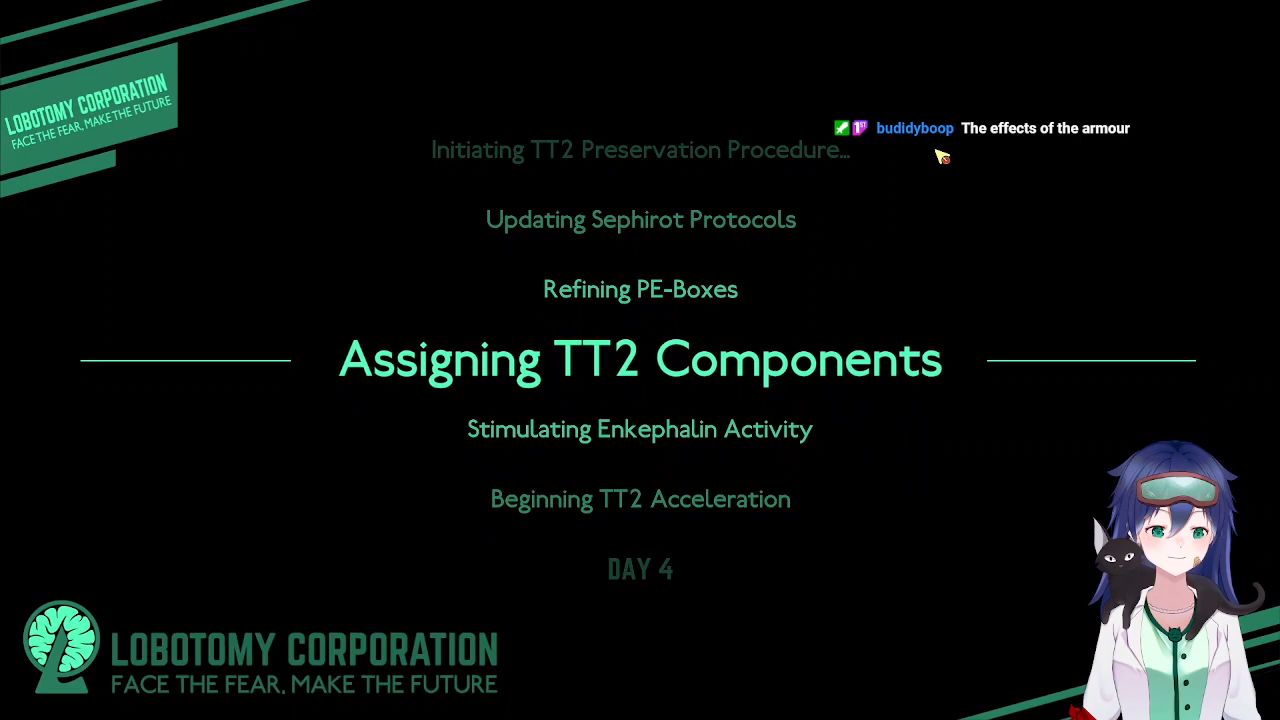 LOBOTOMY CORPORATION
FACE THE FEAR, MAKE THE FUTURE
1ST budidyboop The effects of the armour
Initiating TT2 Preservation Procedure...
Updating Sephirot Protocols
Refining PE-Boxes
Assigning TT2 Components
Stimulating Enkephalin Activity
Beginning TT2 Acceleration
DAY 4
LOBOTOMY CORPORATION
FACE THE FEAR, MAKE THE FUTURE